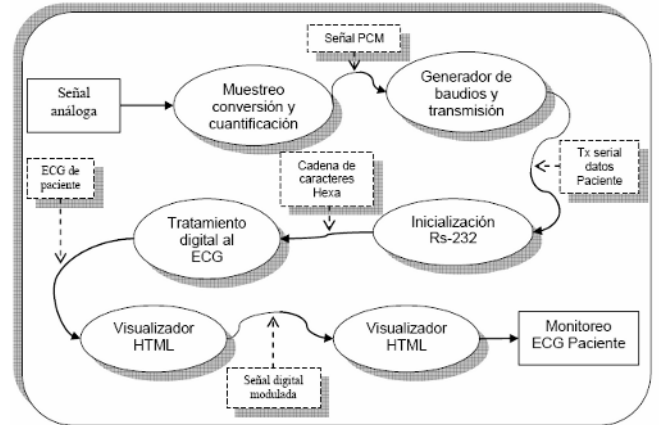 Señal PCM
Señal
análoga
Muestreo
conversión y
cuantificación
Generador de
baudios y
transmisión
ECG de
paciente
Cadena de
caracteres
Hexa
Tx serial
datos
Paciente
Tratamiento
digital al
ECG
Inicialización
Rs-232
Visualizador
HTML
Visualizador
HTML
Monitoreo
ECG Paciente
Señal digital
modulada